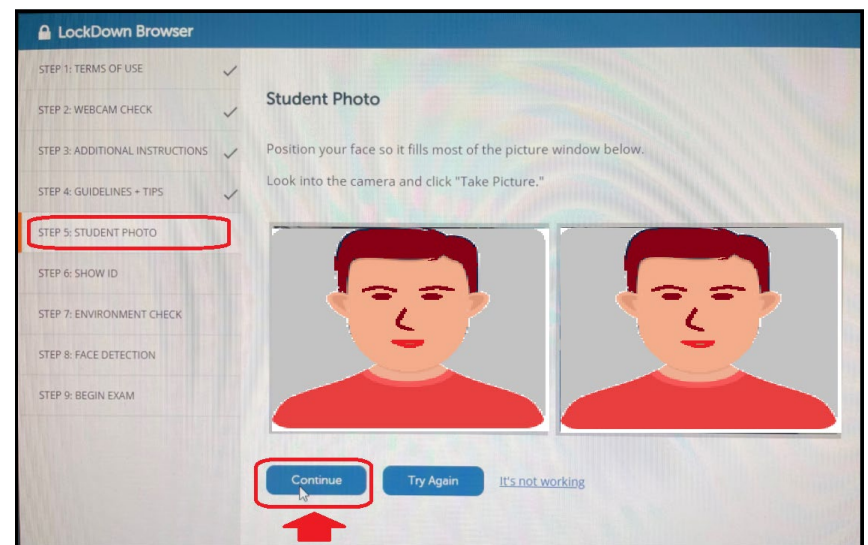 LockDown Browser
STEP 1: TERMS OF USE
STEP 2: WEBCAM CHECK
STEP 3: ADDITIONAL INSTRUCTIONS
STEP 4: GUIDELINES + TIPS
STEP 5: STUDENT PHOTO
STEP 6: SHOW ID
STEP 7: ENVIRONMENT CHECK
STEP 8: FACE DETECTION
STEP 9: BEGIN EXAM
Student Photo
Position your face so it fills most of the picture window below.
Look into the camera and click "Take Picture."
Continue Try Again It's not working